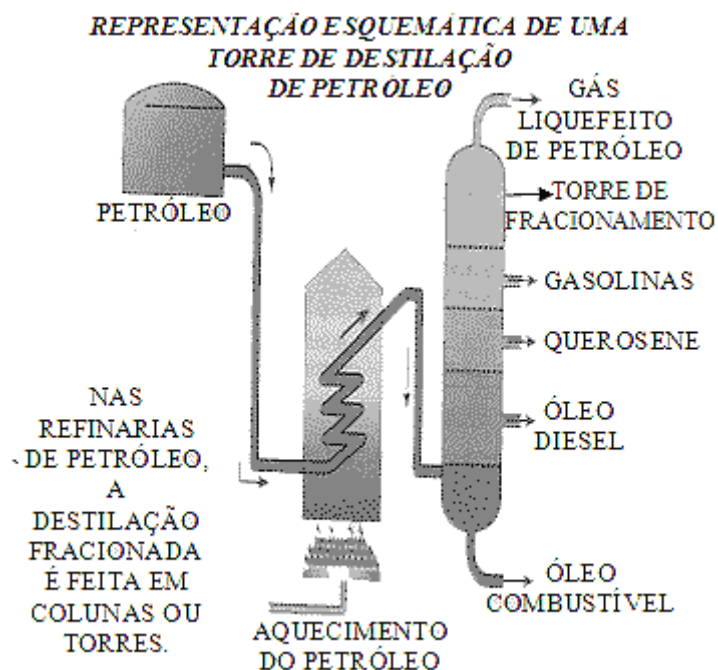 REPRESENTAÇÃO ESQUEMÁTICA DE UMA
TORRE DE DESTILAÇÃO
DE PETRÓLEO
GÁS
LIQUEFEITO
DE PETRÓLEO
PETRÓLEO
TORRE DE
FRACIONAMENTO
GASOLINAS
QUEROSENE
ÓLEO
DIESEL
NAS
REFINARIAS
DE PETRÓLEO,
A
DESTILAÇÃO
FRACIONADA
É FEITA EM
COLUNAS OU
TORRES.
ÓLEO
COMBUSTÍVEL
AQUECIMENTO
DO PETRÓLEO